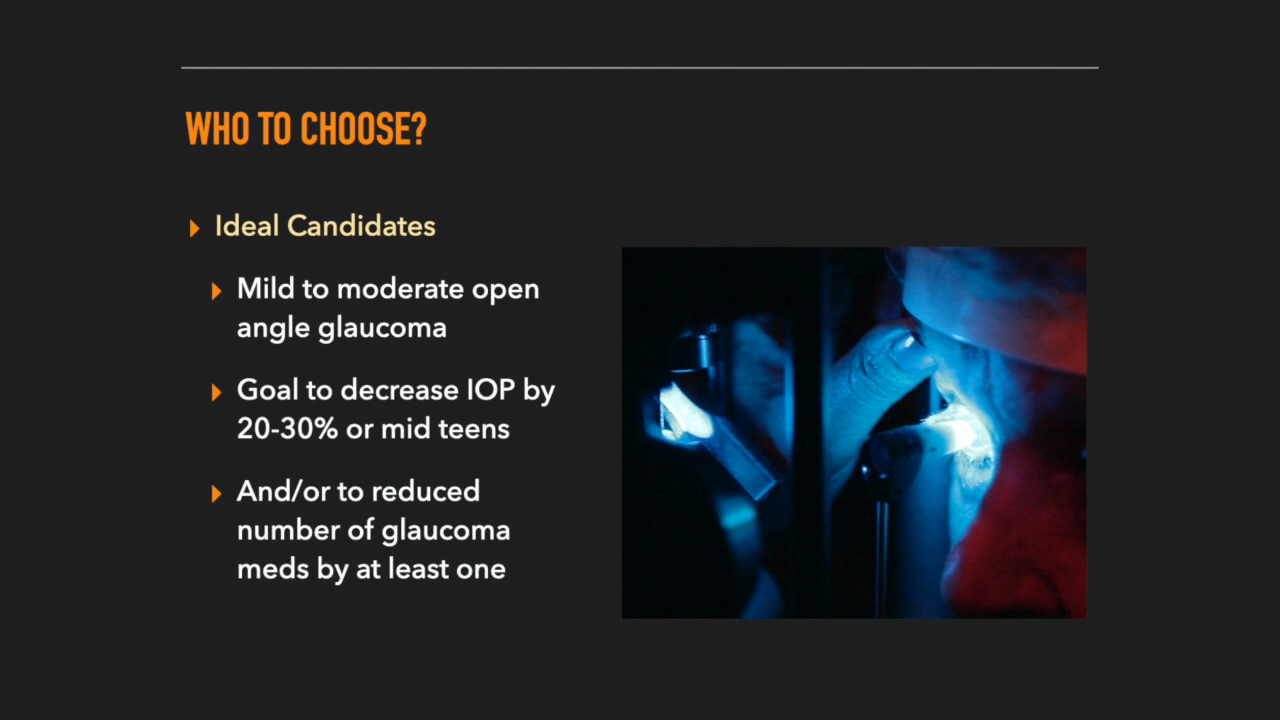 WHO TO CHOOSE?
Ideal Candidates
Mild to moderate open
angle glaucoma
Goal to decrease IOP by
20-30% or mid teens
And/or to reduced
number of glaucoma
meds by at least one